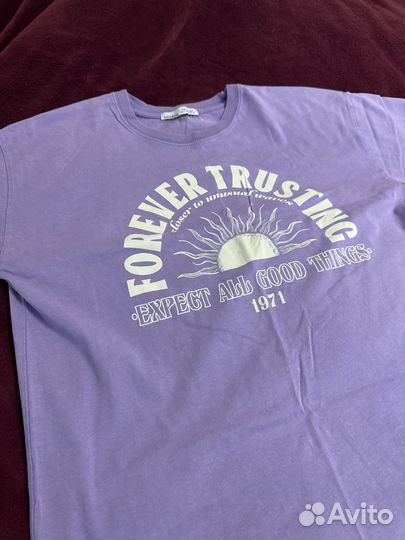 FOREVER TRUSTING
closer to unusual waves
·EXPECT ALL GOOD THINGS·
1971
Avito